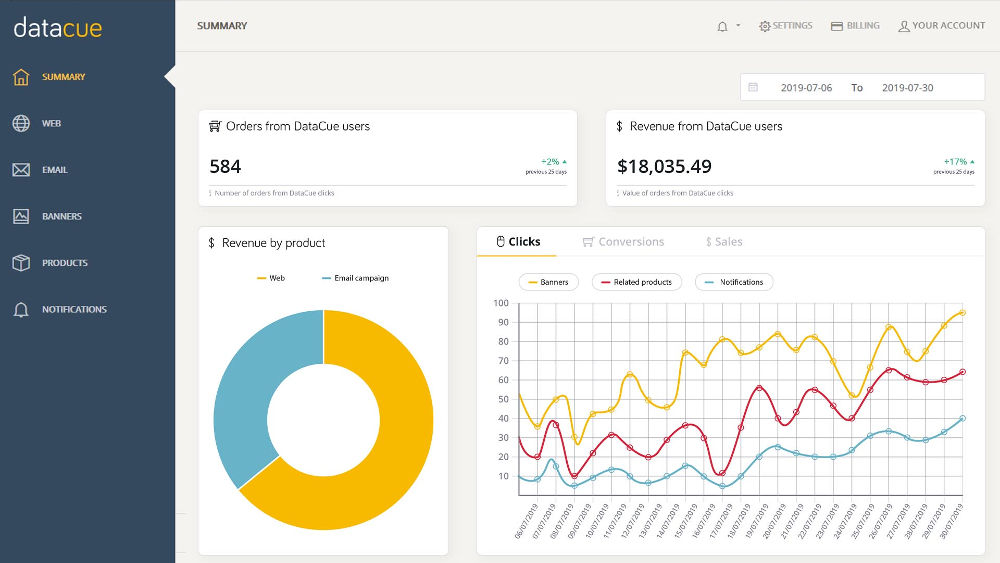 datacue
SUMMARY
SETTINGS
BILLING
YOUR ACCOUNT
SUMMARY
WEB
EMAIL
BANNERS
PRODUCTS
NOTIFICATIONS
2019-07-06 To 2019-07-30
Orders from DataCue users
584
+2%
previous 25 days
Number of orders from DataCue clicks
$ Revenue from DataCue users
$18,035.49
+17%
previous 25 days
Value of orders from DataCue clicks
$ Revenue by product
Web Email campaign
Clicks Conversions $ Sales
Banners Related products Notifications
100
90
80
70
60
50
40
30
20
10
06/07/2019
07/07/2019
08/07/2019
09/07/2019
10/07/2019
11/07/2019
12/07/2019
13/07/2019
14/07/2019
15/07/2019
16/07/2019
17/07/2019
18/07/2019
19/07/2019
20/07/2019
21/07/2019
22/07/2019
23/07/2019
24/07/2019
25/07/2019
26/07/2019
27/07/2019
28/07/2019
29/07/2019
30/07/2019